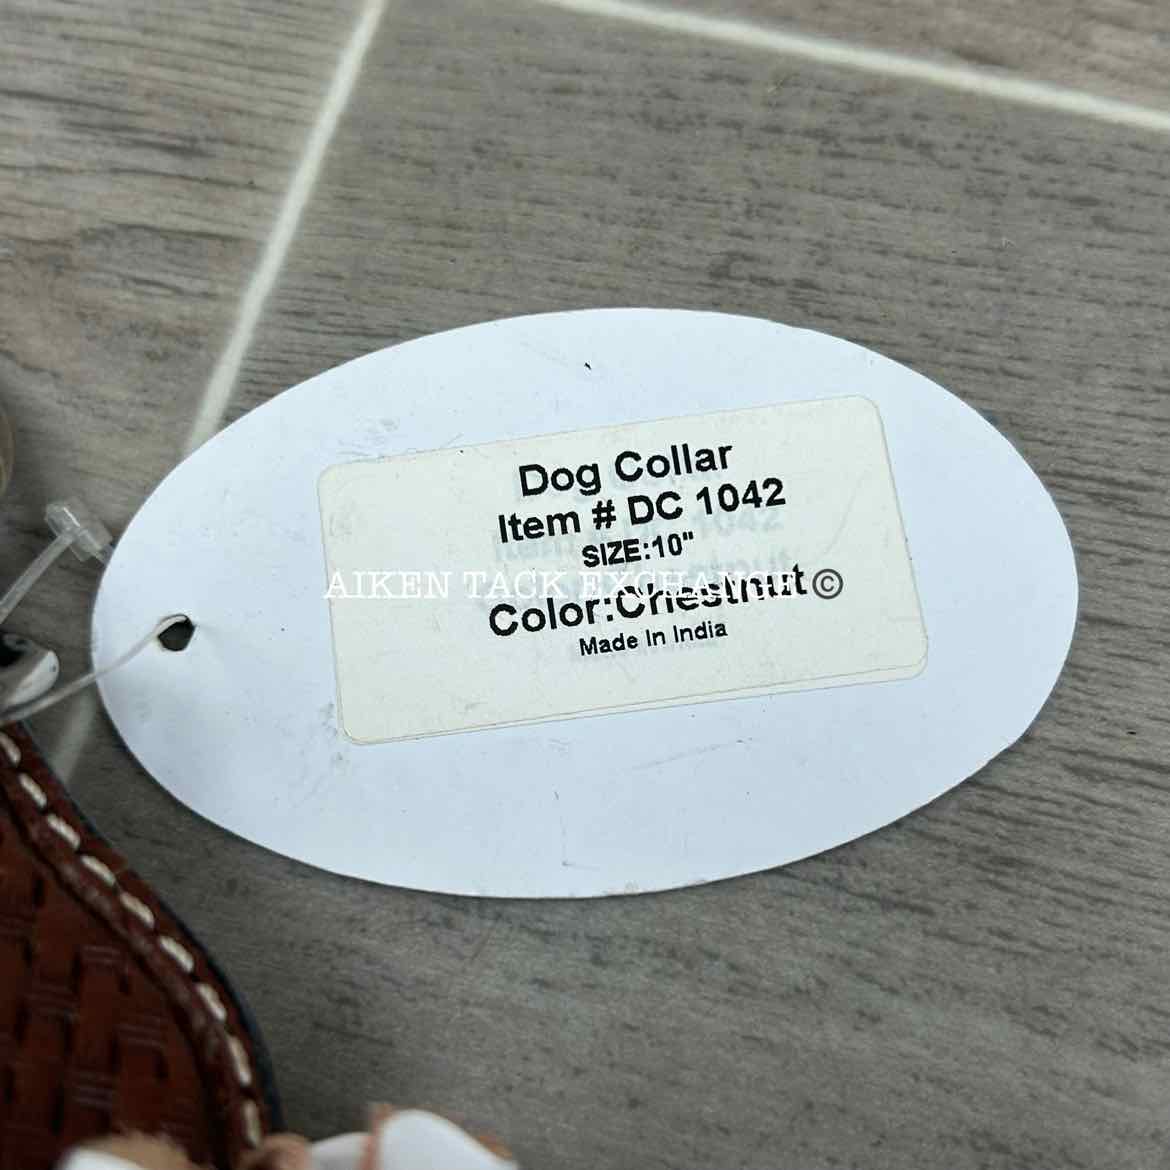 Dog Collar
Item # DC 1042
SIZE:10"
AIKEN TACK EXCHANGE ©
Color:Chestnut
Made In India